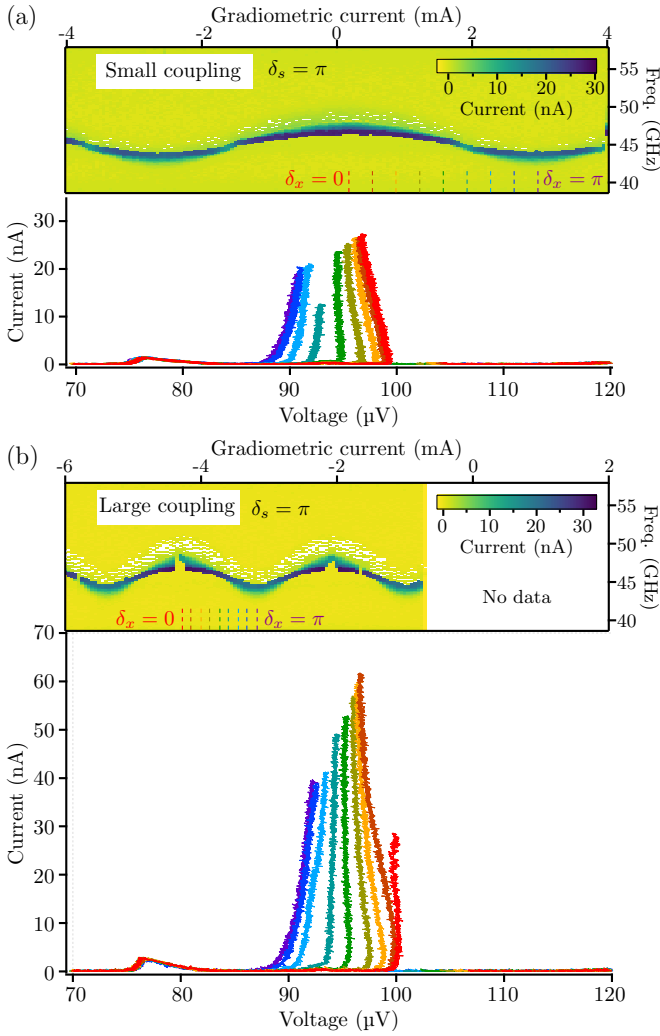 (a)
Gradiometric current (mA)
-4 -2 0 2 4
Small coupling
δs = π
0 10 20 30
Current (nA)
55
50
45
40
Freq. (GHz)
δx = 0
δx = π
30
20
10
0
Current (nA)
70 80 90 100 110 120
Voltage (µV)
(b)
Gradiometric current (mA)
-6 -4 -2 0 2
Large coupling
δs = π
0 10 20 30
Current (nA)
No data
55
50
45
40
Freq. (GHz)
δx = 0
δx = π
70
60
50
40
30
20
10
0
Current (nA)
70 80 90 100 110 120
Voltage (µV)